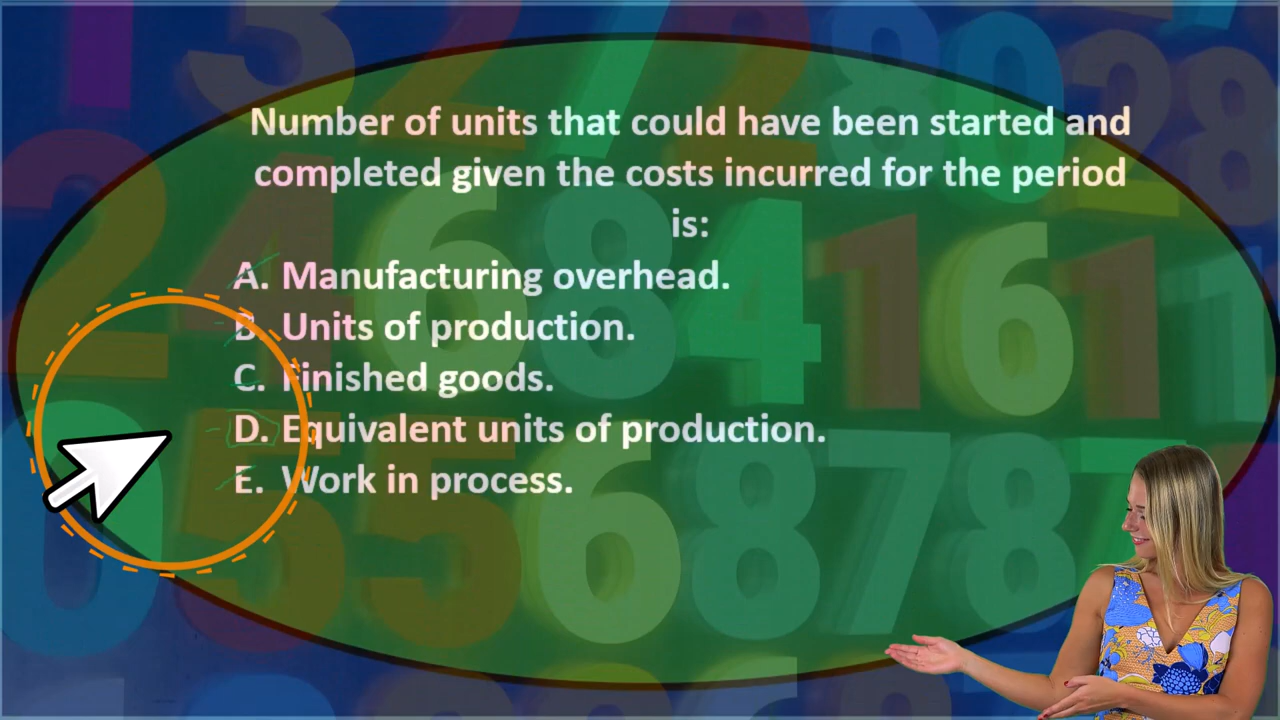 Number of units that could have been started and
completed given the costs incurred for the period
is:
A. Manufacturing overhead.
B. Units of production.
C. Finished goods.
D. Equivalent units of production.
E. Work in process.